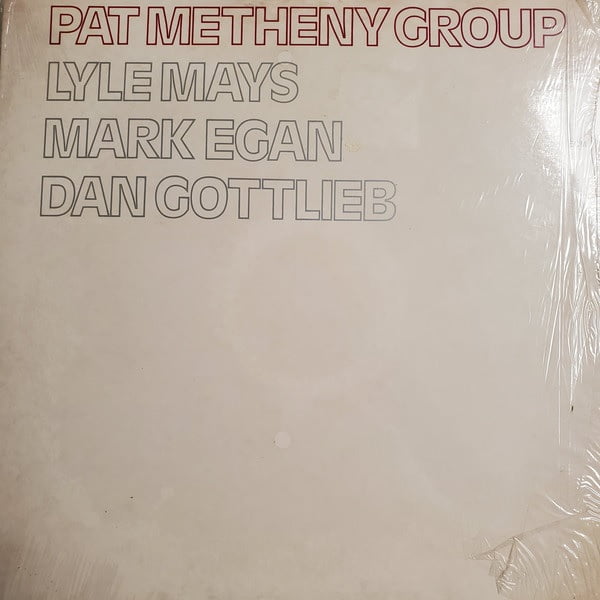 PAT METHENY GROUP
LYLE MAYS
MARK EGAN
DAN GOTTLIEB